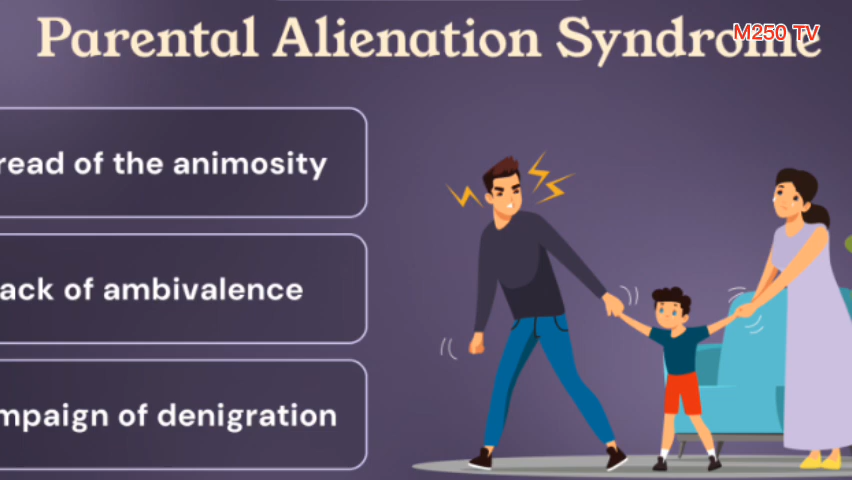 Parental Alienation Syndrome
M250 TV
read of the animosity
ack of ambivalence
mpaign of denigration